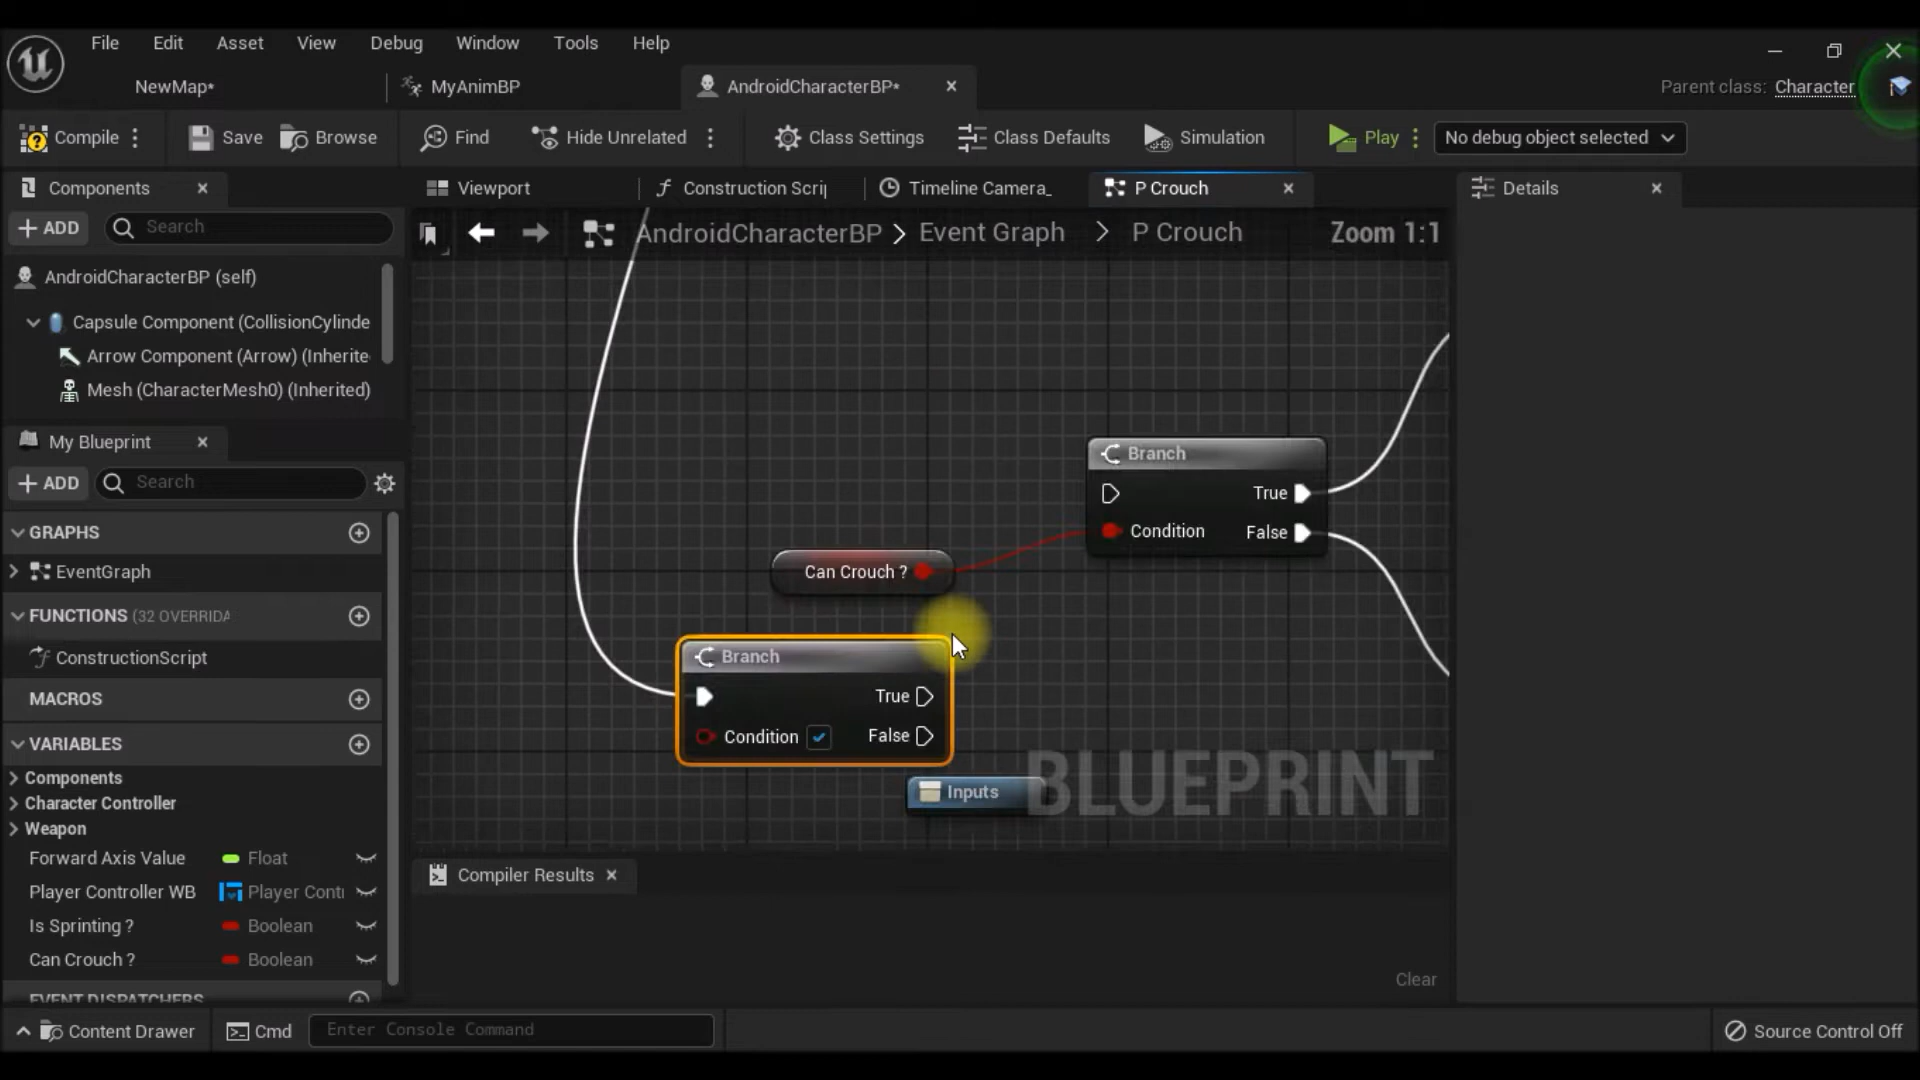 File Edit Asset View Debug Window Tools Help
NewMap* MyAnimBP AndroidCharacterBP* Parent class: Character
Compile Save Browse Find Hide Unrelated Class Settings Class Defaults Simulation Play No debug object selected
Components Viewport Construction Scrip Timeline Camera_ P Crouch Details
ADD Search AndroidCharacterBP > Event Graph > P Crouch Zoom 1:1
AndroidCharacterBP (self)
Capsule Component (CollisionCylinde
Arrow Component (Arrow) (Inherite
Mesh (CharacterMesh0) (Inherited)
My Blueprint
ADD Search
GRAPHS
EventGraph
FUNCTIONS (32 OVERRIDA
ConstructionScript
MACROS
VARIABLES
Components
Character Controller
Weapon
Forward Axis Value Float
Player Controller WB Player Cont
Is Sprinting ? Boolean
Can Crouch ? Boolean
EVENT DISPATCHERS
Branch
True
Condition False
Can Crouch ?
Branch
True
Condition False
Inputs
BLUEPRINT
Compiler Results
Clear
Content Drawer Cmd Enter Console Command Source Control Off